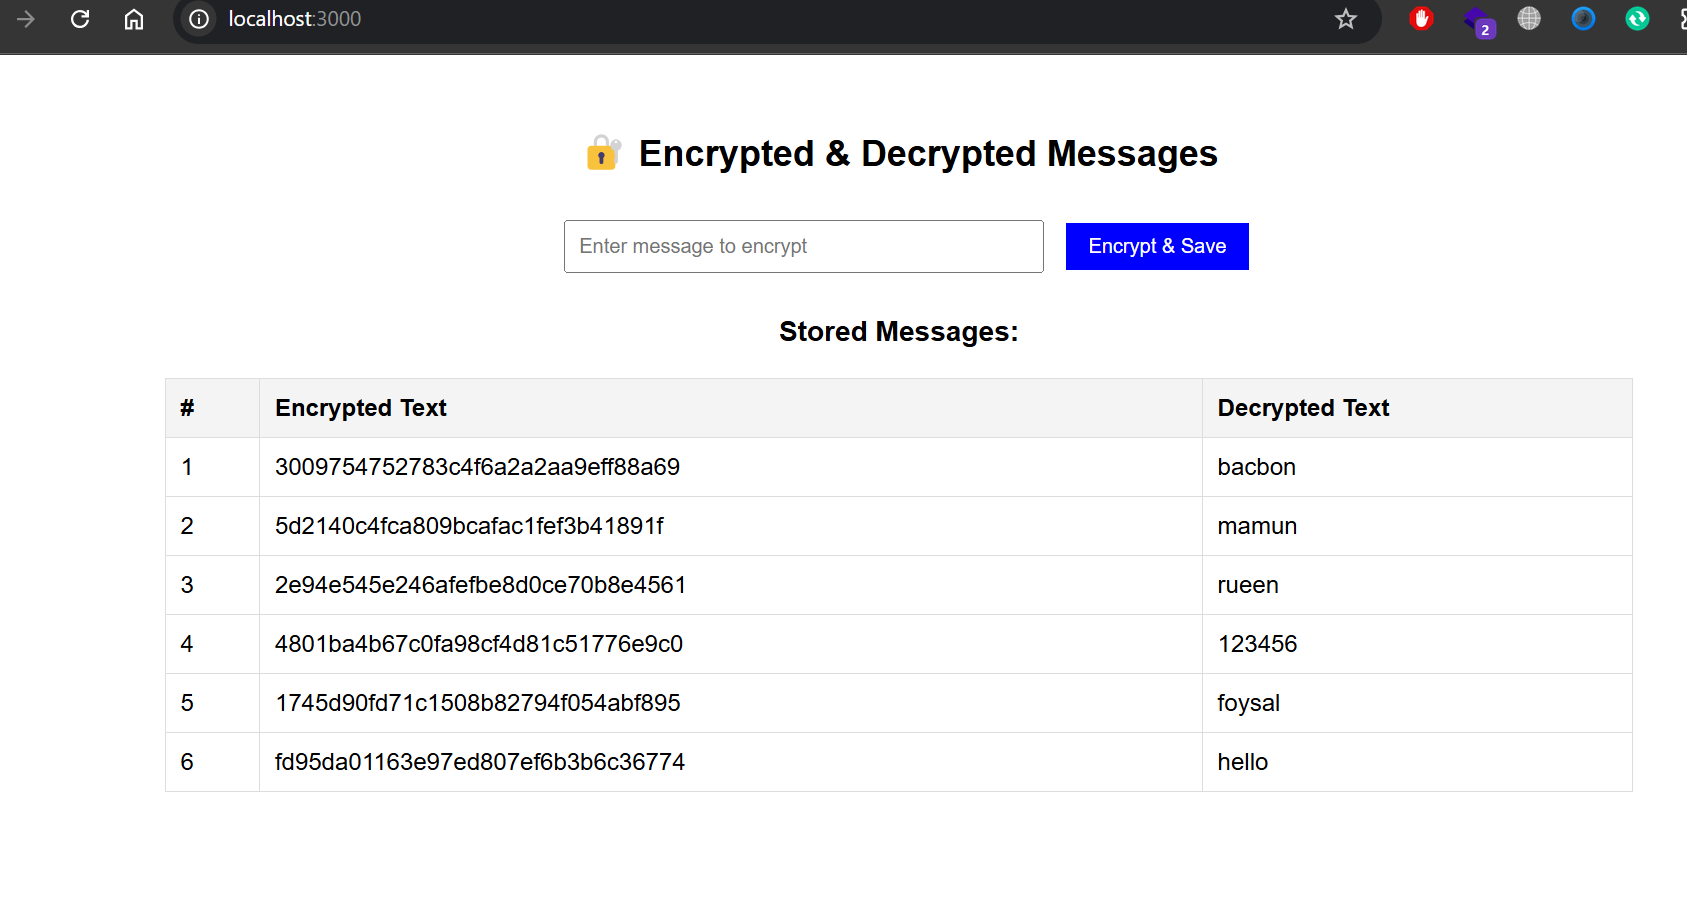 localhost:3000
2
Encrypted & Decrypted Messages
Enter message to encrypt
Encrypt & Save
Stored Messages:
# Encrypted Text Decrypted Text
1 3009754752783c4f6a2a2aa9eff88a69 bacbon
2 5d2140c4fca809bcafac1fef3b41891f mamun
3 2e94e545e246afefbe8d0ce70b8e4561 rueen
4 4801ba4b67c0fa98cf4d81c51776e9c0 123456
5 1745d90fd71c1508b82794f054abf895 foysal
6 fd95da01163e97ed807ef6b3b6c36774 hello